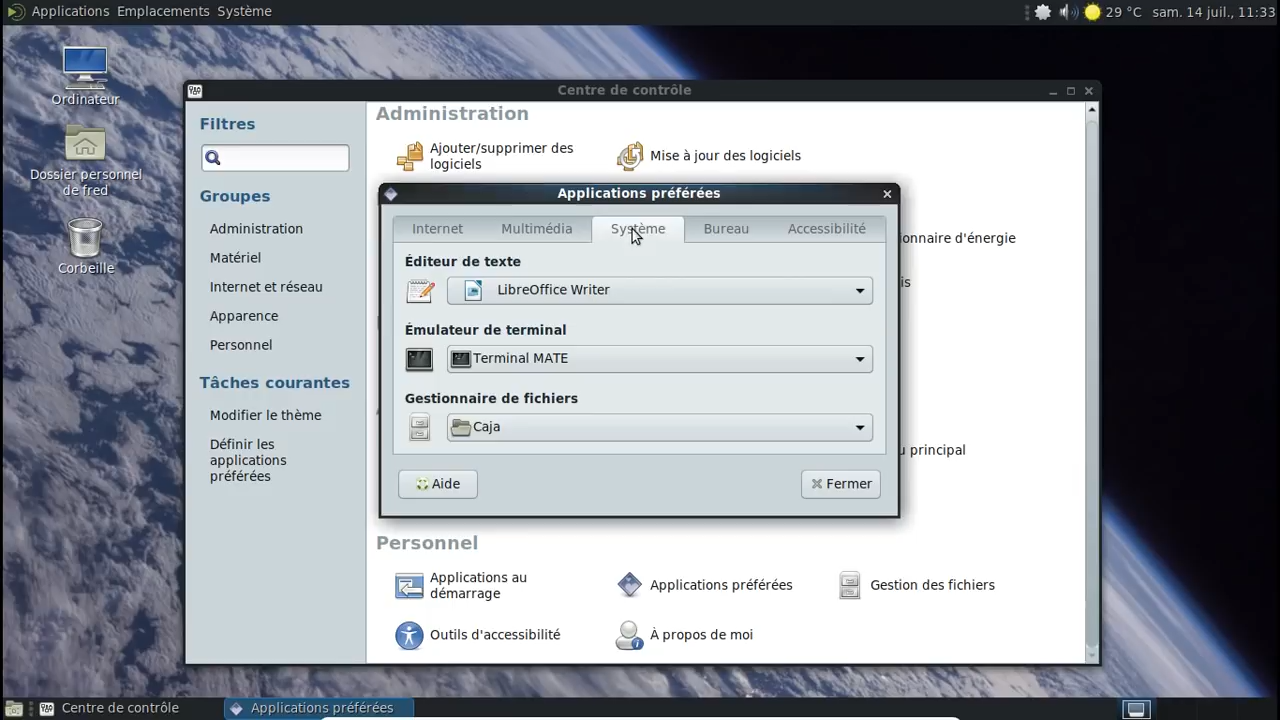 Applications Emplacements Système
29 °C sam. 14 juil., 11:33
Ordinateur
Dossier personnel
de fred
Corbeille
Centre de contrôle
Filtres
Groupes
Administration
Matériel
Internet et réseau
Apparence
Personnel
Tâches courantes
Modifier le thème
Définir les
applications
préférées
Administration
Ajouter/supprimer des
logiciels
Mise à jour des logiciels
Applications préférées
Internet Multimédia Système Bureau Accessibilité
Éditeur de texte
LibreOffice Writer
Émulateur de terminal
Terminal MATE
Gestionnaire de fichiers
Caja
Aide Fermer
onnaire d'énergie
is
u principal
Personnel
Applications au
démarrage
Applications préférées
Gestion des fichiers
Outils d'accessibilité
À propos de moi
Centre de contrôle
Applications préférées